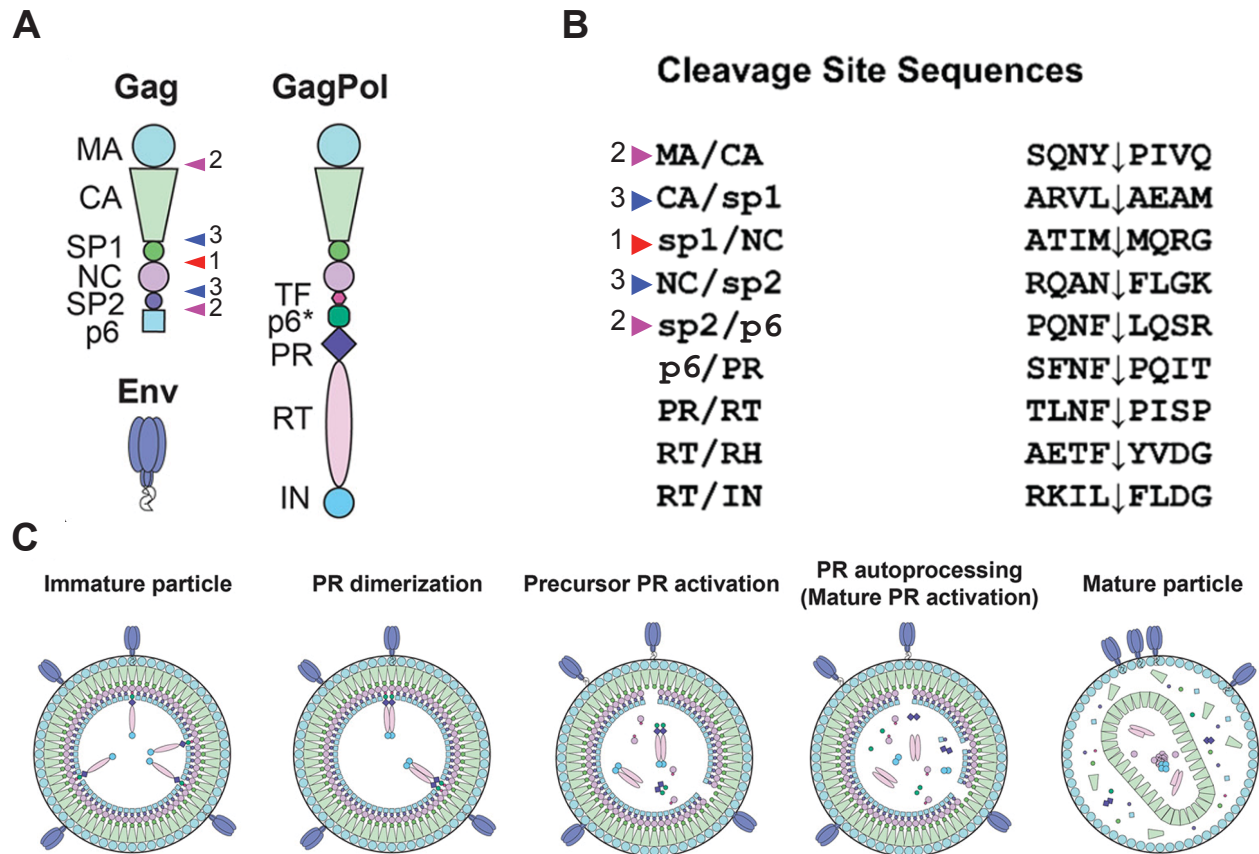 A
Gag
GagPol
MA
2
CA
SP1
3
1
NC
3
SP2
2
p6
TF
p6*
PR
RT
IN
Env
B
Cleavage Site Sequences
2 MA/CA SQNY↓PIVQ
3 CA/sp1 ARVL↓AEAM
1 sp1/NC ATIM↓MQRG
3 NC/sp2 RQAN↓FLGK
2 sp2/p6 PQNF↓LQSR
p6/PR SFNF↓PQIT
PR/RT TLNF↓PISP
RT/RH AETF↓YVDG
RT/IN RKIL↓FLDG
C
Immature particle
PR dimerization
Precursor PR activation
PR autoprocessing
(Mature PR activation)
Mature particle